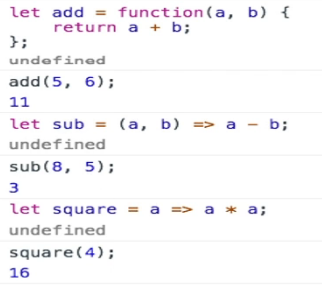 let add = function(a, b) {
    return a + b;
};
undefined
add(5, 6);
11
let sub = (a, b) => a - b;
undefined
sub(8, 5);
3
let square = a => a * a;
undefined
square(4);
16